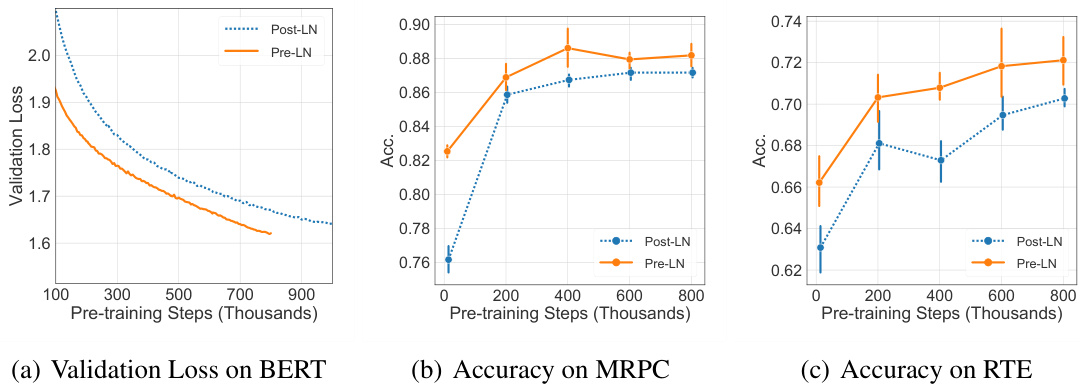 2.0
1.9
1.8
1.7
1.6
Validation Loss
100 300 500 700 900
Pre-training Steps (Thousands)
Post-LN
Pre-LN
(a) Validation Loss on BERT
0.90
0.88
0.86
0.84
0.82
0.80
0.78
0.76
Acc.
0 200 400 600 800
Pre-training Steps (Thousands)
Post-LN
Pre-LN
(b) Accuracy on MRPC
0.74
0.72
0.70
0.68
0.66
0.64
0.62
Acc.
0 200 400 600 800
Pre-training Steps (Thousands)
Post-LN
Pre-LN
(c) Accuracy on RTE